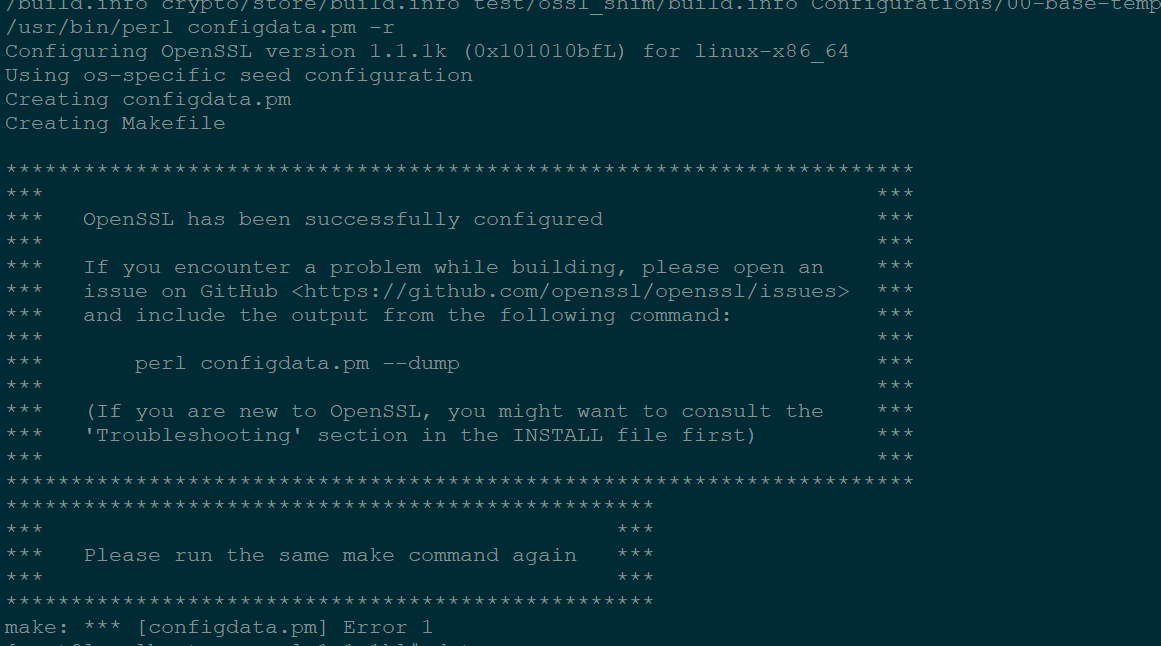 /build.info crypto/store/build.info test/ossl_shim/build.info Configurations/00-base-temp
/usr/bin/perl configdata.pm -r
Configuring OpenSSL version 1.1.1k (0x101010bfL) for linux-x86_64
Using os-specific seed configuration
Creating configdata.pm
Creating Makefile
**********************************************************************
***                                                                ***
***   OpenSSL has been successfully configured                     ***
***                                                                ***
***   If you encounter a problem while building, please open an    ***
***   issue on GitHub <https://github.com/openssl/openssl/issues>  ***
***   and include the output from the following command:           ***
***                                                                ***
***       perl configdata.pm --dump                                ***
***                                                                ***
***   (If you are new to OpenSSL, you might want to consult the    ***
***   'Troubleshooting' section in the INSTALL file first)         ***
***                                                                ***
**********************************************************************
**************************************************
***                                            ***
***   Please run the same make command again   ***
***                                            ***
**************************************************
make: *** [configdata.pm] Error 1